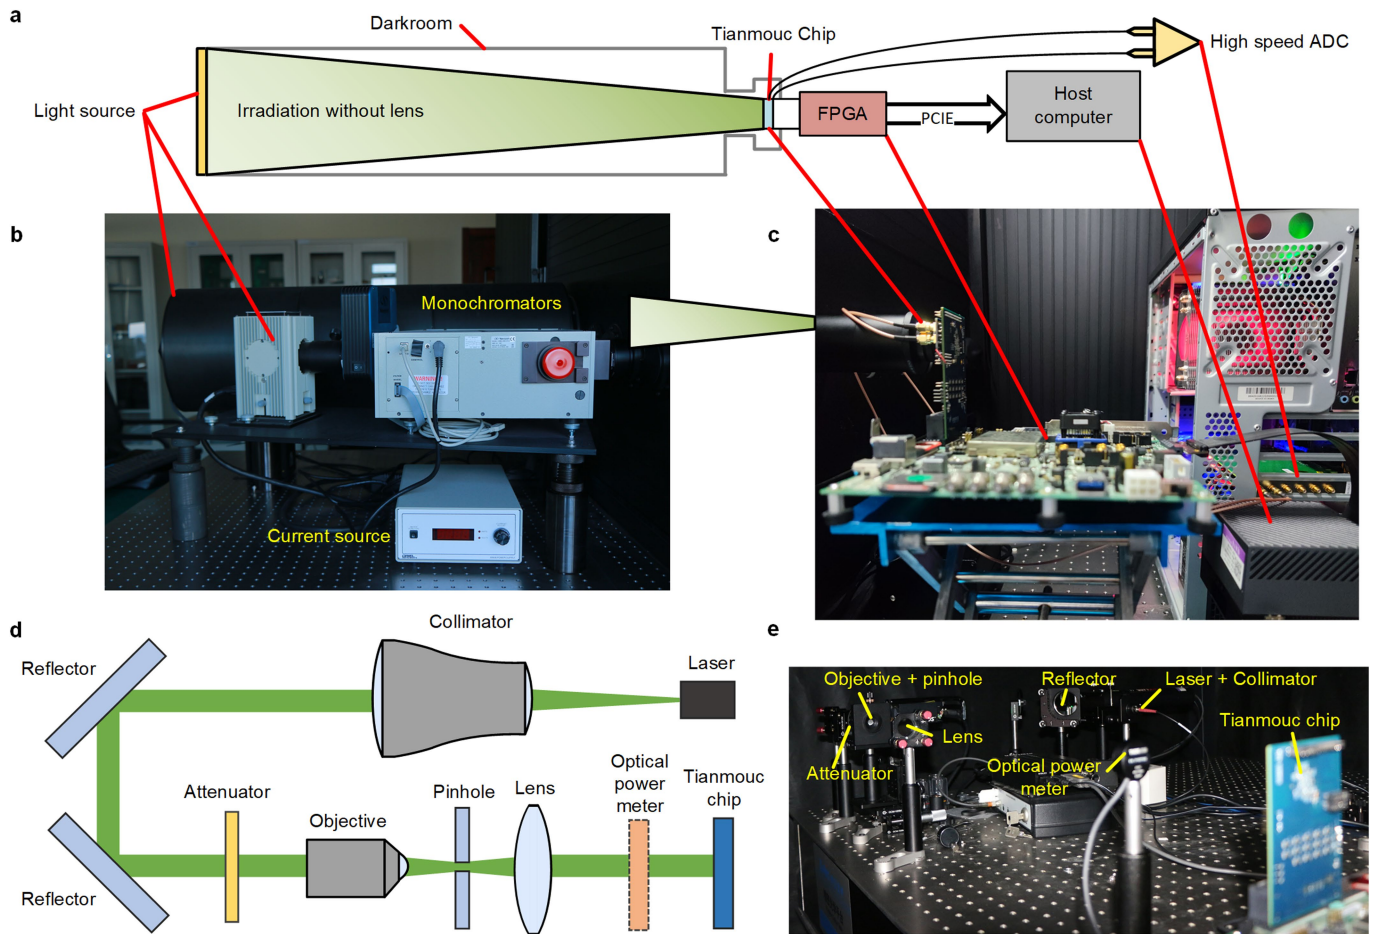 a
Darkroom
Tianmouc Chip
High speed ADC
Light source
Irradiation without lens
FPGA
PCIE
Host
computer
b
Monochromators
WARNING
Current source
c
d
Collimator
Reflector
Laser
Attenuator
Objective
Pinhole
Lens
Optical
power
meter
Tianmouc
chip
Reflector
e
Objective + pinhole
Reflector
Laser + Collimator
Tianmouc chip
Lens
Attenuator
Optical power
meter